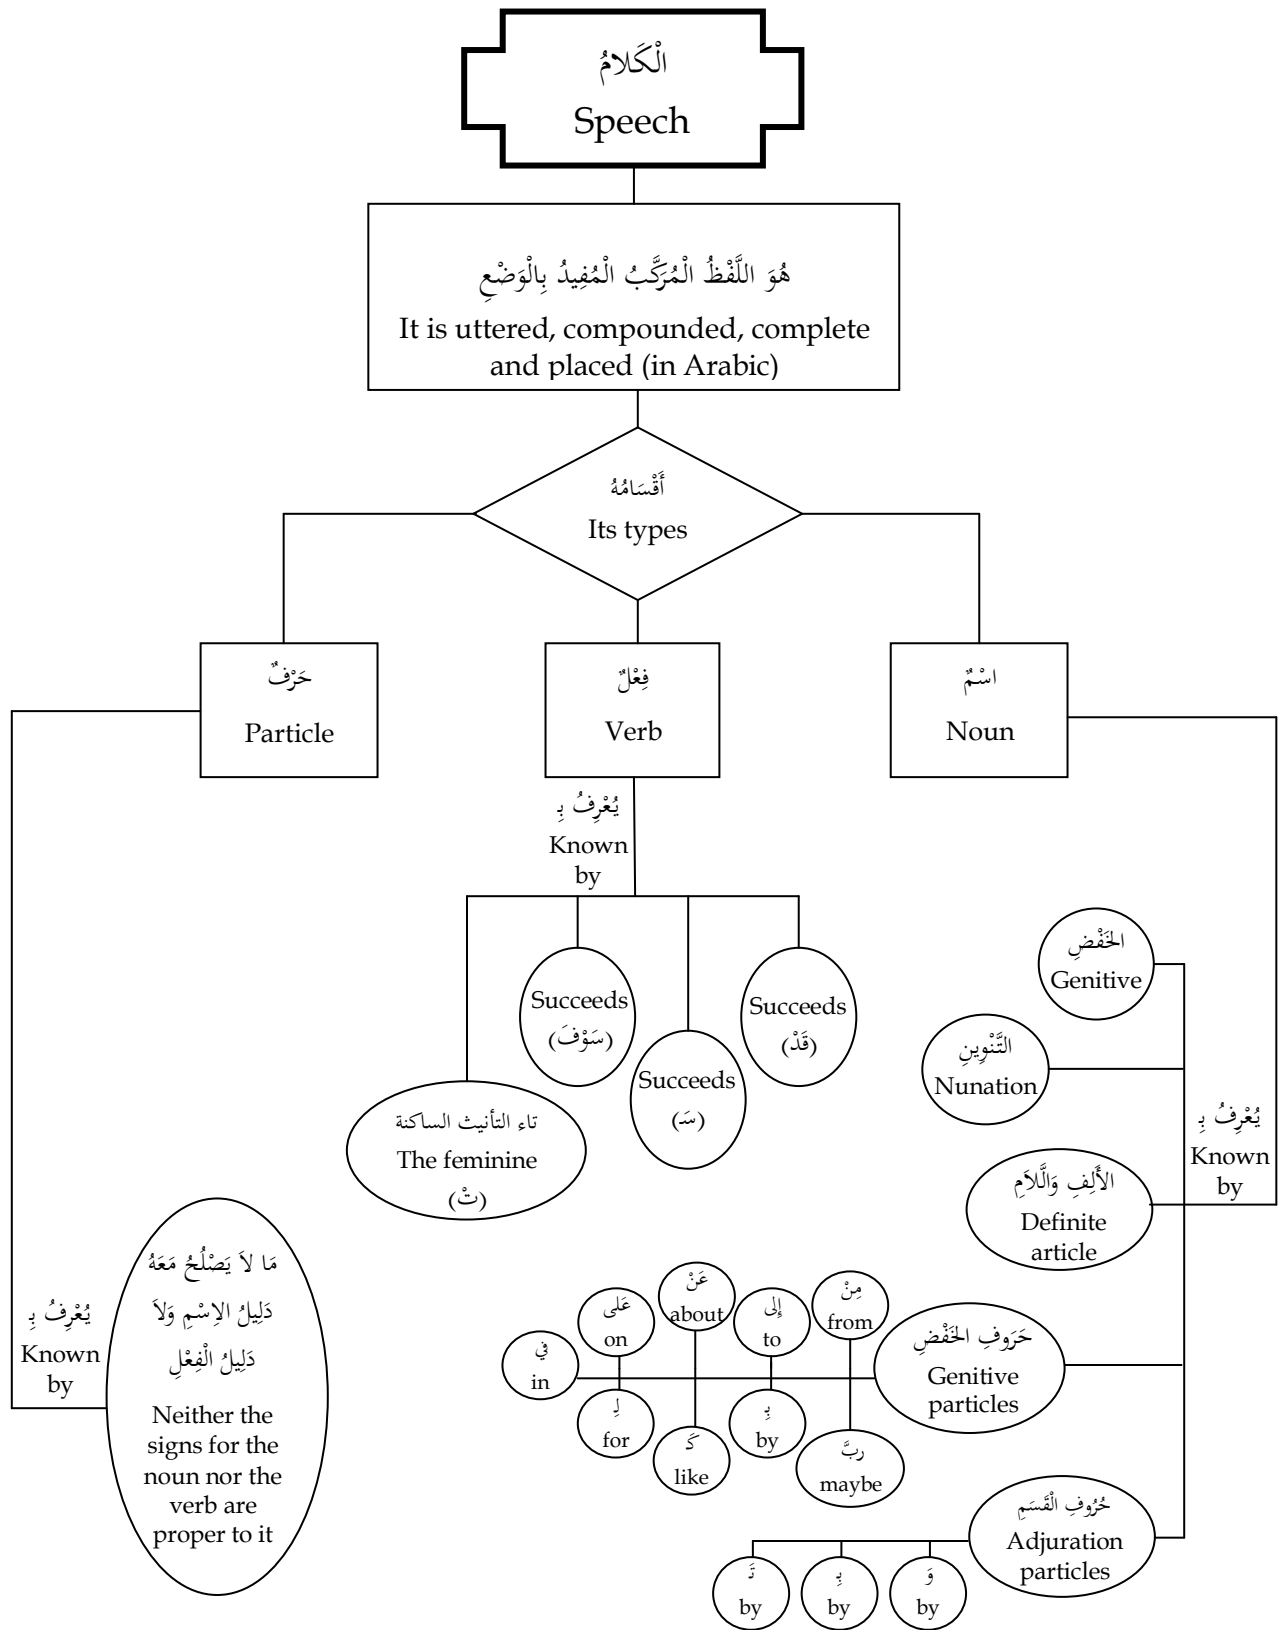 الْكَلامُ
Speech
هُوَ اللَّفْظُ الْمُرَكَّبُ الْمُفِيدُ بِالْوَضْعِ
It is uttered, compounded, complete
and placed (in Arabic)
أَقْسَامُهُ
Its types
حَرْفٌ
Particle
فِعْلٌ
Verb
اسْمٌ
Noun
يُعْرِفُ بِـ
Known
by
Succeeds
(سَوْفَ)
Succeeds
(سَـ)
Succeeds
(قَدْ)
تاء التأنيث الساكنة
The feminine
(تْ)
الخَفْضِ
Genitive
التَّنْوِينِ
Nunation
يُعْرِفُ بِـ
Known
by
الأَلِفِ وَالَّلاَمِ
Definite
article
حَرَوفِ الخَفْضِ
Genitive
particles
مِنْ
from
إِلى
to
عَنْ
about
عَلى
on
في
in
لِـ
for
كَـ
like
بِـ
by
ربَّ
maybe
حُرُوفِ الْقَسَمِ
Adjuration
particles
وَ
by
بِـ
by
تَـ
by
يُعْرِفُ بِـ
Known
by
مَا لاَ يَصْلُحُ مَعَهُ
دَلِيلُ الاِسْمِ وَلاَ
دَلِيلُ الْفِعْلِ
Neither the
signs for the
noun nor the
verb are
proper to it